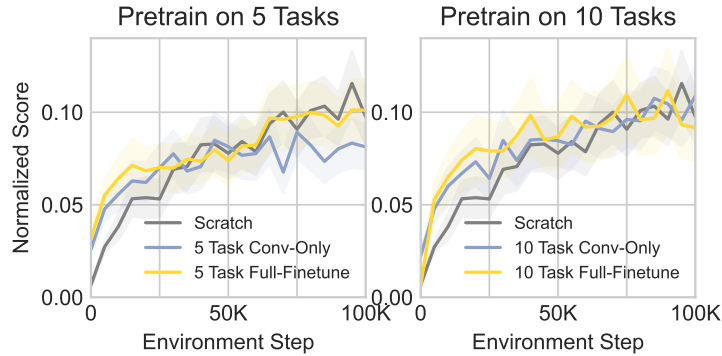 Pretrain on 5 Tasks
Pretrain on 10 Tasks
Normalized Score
0.10
0.05
0.00
0.10
0.05
0.00
Scratch
5 Task Conv-Only
5 Task Full-Finetune
Scratch
10 Task Conv-Only
10 Task Full-Finetune
0
50K
100K
0
50K
100K
Environment Step
Environment Step